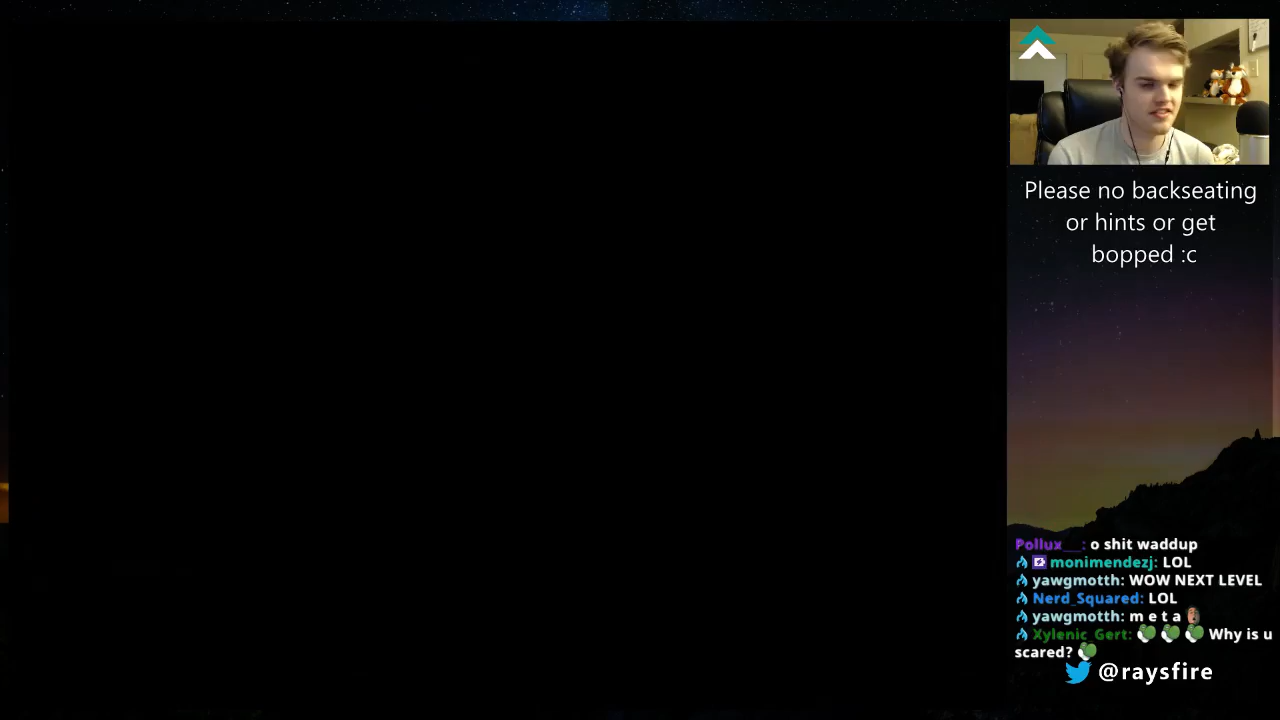 Please no backseating
or hints or get
bopped :c
Pollux__: o shit waddup
monimendezj: LOL
yawgmotth: WOW NEXT LEVEL
Nerd_Squared: LOL
yawgmotth: m e t a
Xylenic_Gert: Why is u
scared?
@raysfire